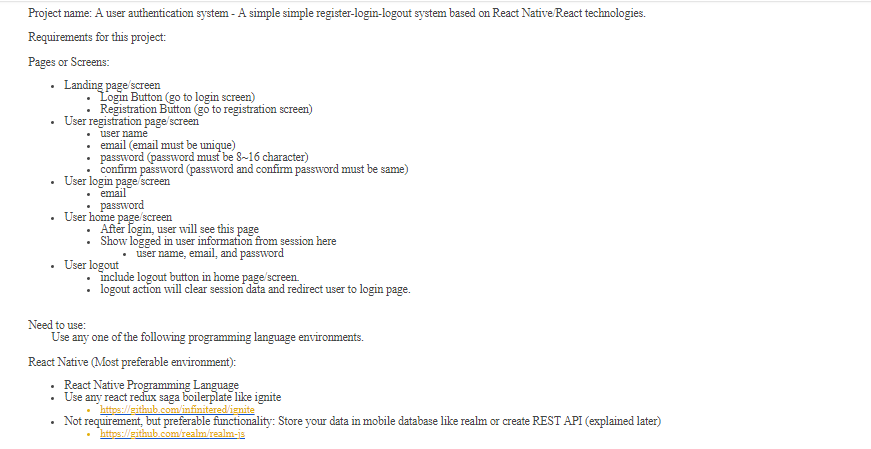 Project name: A user authentication system - A simple simple register-login-logout system based on React Native/React technologies.
Requirements for this project:
Pages or Screens:
• Landing page/screen
• Login Button (go to login screen)
• Registration Button (go to registration screen)
• User registration page/screen
• user name
• email (email must be unique)
• password (password must be 8~16 character)
• confirm password (password and confirm password must be same)
• User login page/screen
• email
• password
• User home page/screen
• After login, user will see this page
• Show logged in user information from session here
• user name, email, and password
• User logout
• include logout button in home page/screen.
• logout action will clear session data and redirect user to login page.
Need to use:
Use any one of the following programming language environments.
React Native (Most preferable environment):
• React Native Programming Language
• Use any react redux saga boilerplate like ignite
• https://github.com/infinitered/ignite
• Not requirement, but preferable functionality: Store your data in mobile database like realm or create REST API (explained later)
• https://github.com/realm/realm-js